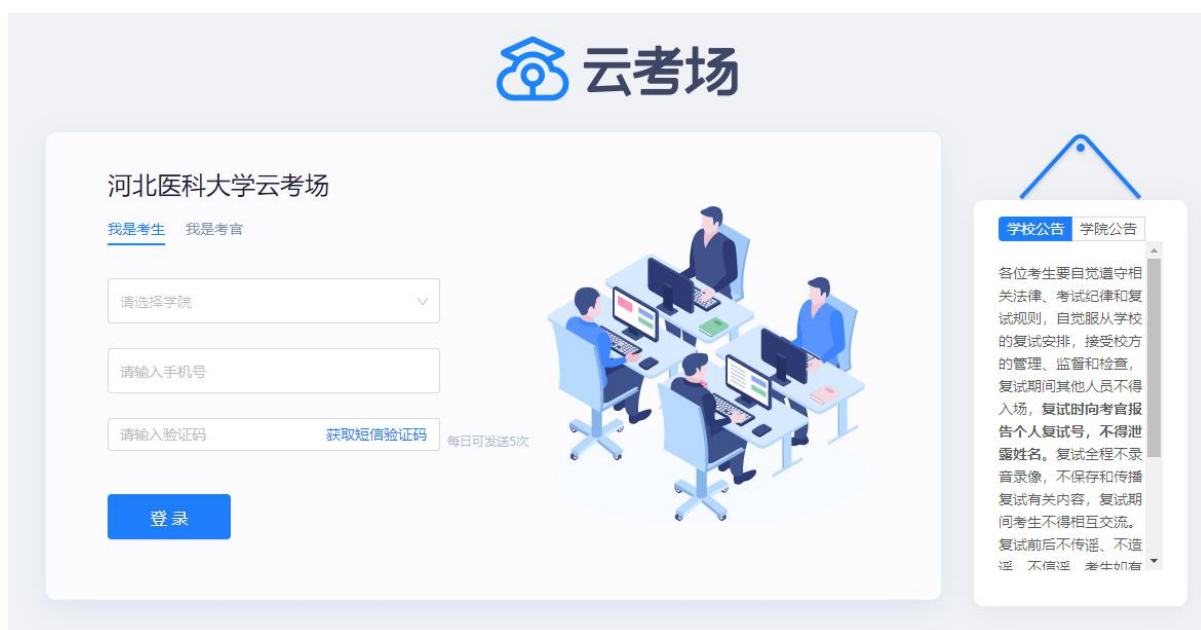 云考场
河北医科大学云考场
我是考生 我是考官
请选择学院
请输入手机号
请输入验证码 获取短信验证码 每日可发送5次
登录
学校公告 学院公告
各位考生要自觉遵守相
关法律、考试纪律和复
试规则，自觉服从学校
的复试安排，接受校方
的管理、监督和检查，
复试期间其他人员不得
入场，复试时向考官报
告个人复试号，不得泄
露姓名。复试全程不录
音录像，不保存和传播
复试有关内容，复试期
间考生不得相互交流。
复试前后不传谣、不造
谣、不信谣，考生如有